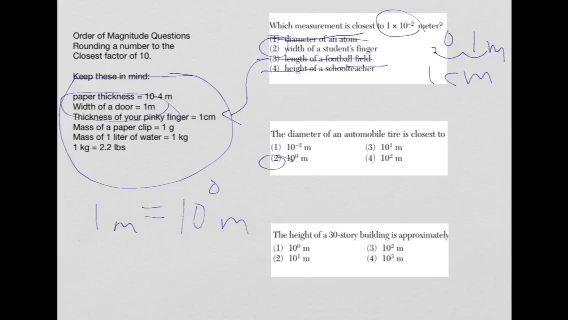 Order of Magnitude Questions
Rounding a number to the
Closest factor of 10.
Keep these in mind:
paper thickness = 10-4 m
Width of a door = 1m
Thickness of your pinky finger = 1cm
Mass of a paper clip = 1 g
Mass of 1 liter of water = 1 kg
1 kg = 2.2 lbs
1 m = 10⁰ m
Which measurement is closest to 1 × 10⁻² meter?
(1) diameter of an atom
(2) width of a student's finger
(3) length of a football field
(4) height of a schoolteacher
1 m
1 cm
The diameter of an automobile tire is closest to
(1) 10⁻² m (3) 10¹ m
(2) 10⁰ m (4) 10² m
The height of a 30-story building is approximately
(1) 10⁰ m (3) 10² m
(2) 10¹ m (4) 10³ m